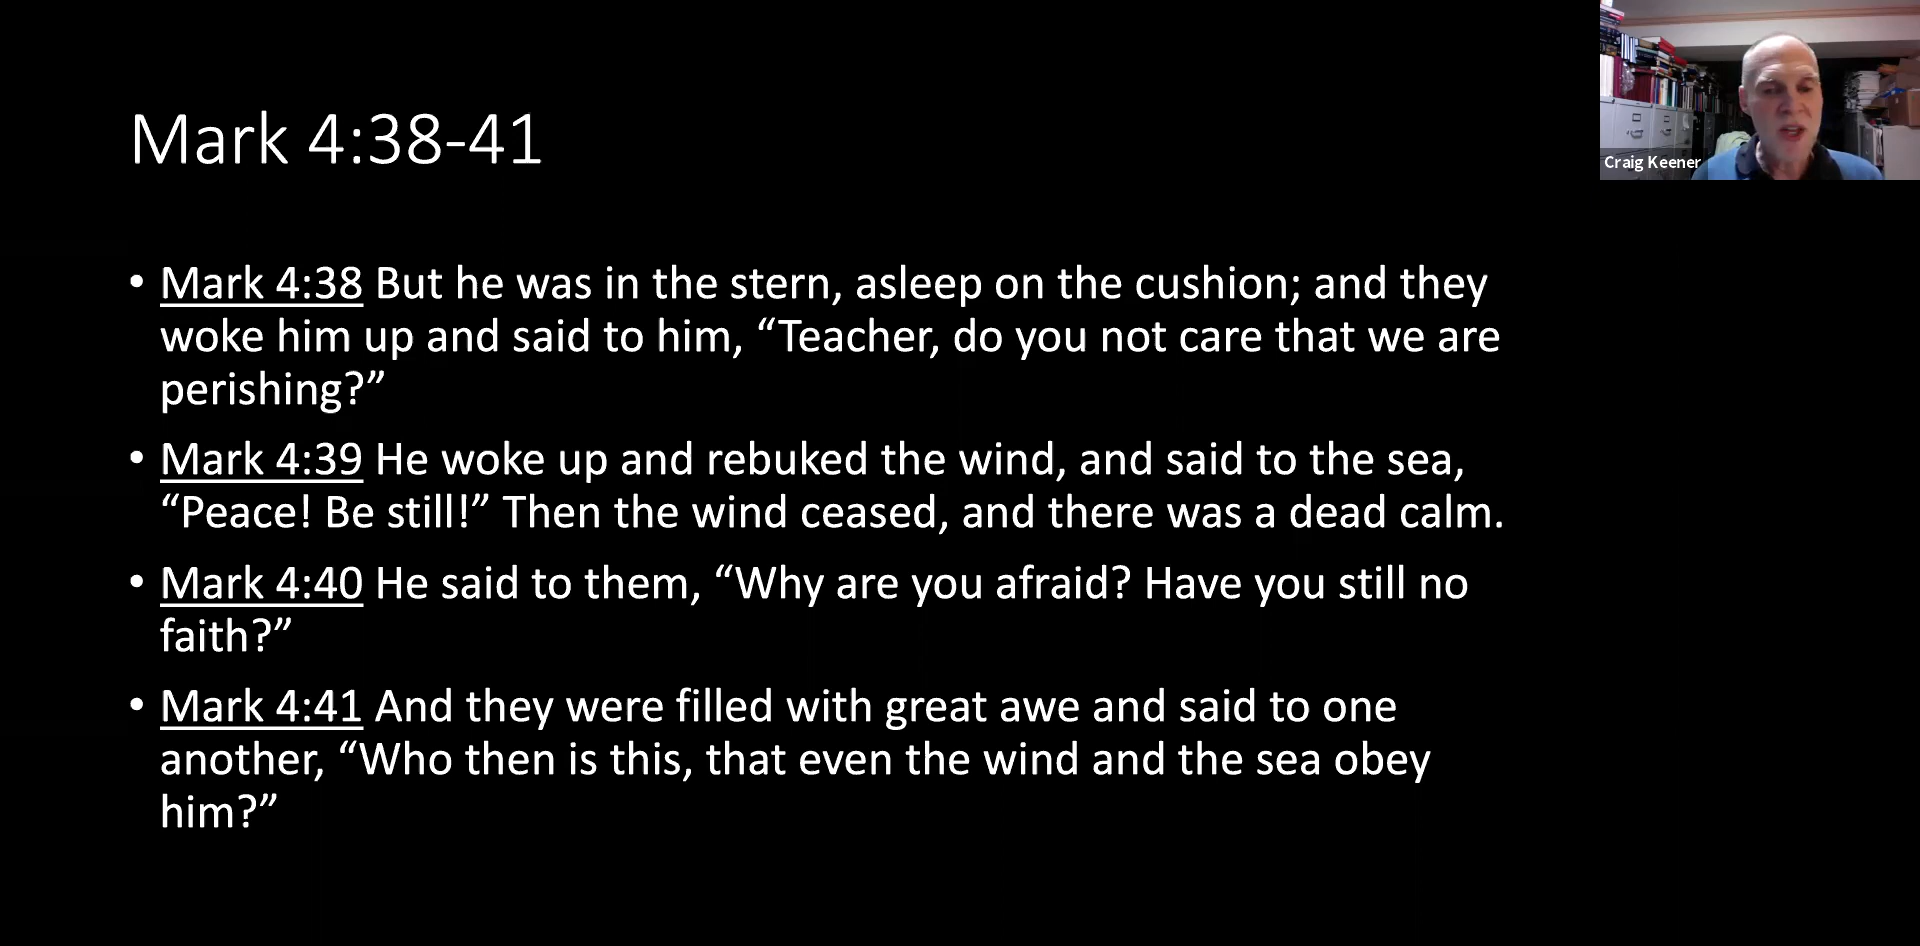 Mark 4:38-41
Craig Keener
• Mark 4:38 But he was in the stern, asleep on the cushion; and they
woke him up and said to him, “Teacher, do you not care that we are
perishing?”
• Mark 4:39 He woke up and rebuked the wind, and said to the sea,
“Peace! Be still!” Then the wind ceased, and there was a dead calm.
• Mark 4:40 He said to them, “Why are you afraid? Have you still no
faith?”
• Mark 4:41 And they were filled with great awe and said to one
another, “Who then is this, that even the wind and the sea obey
him?”